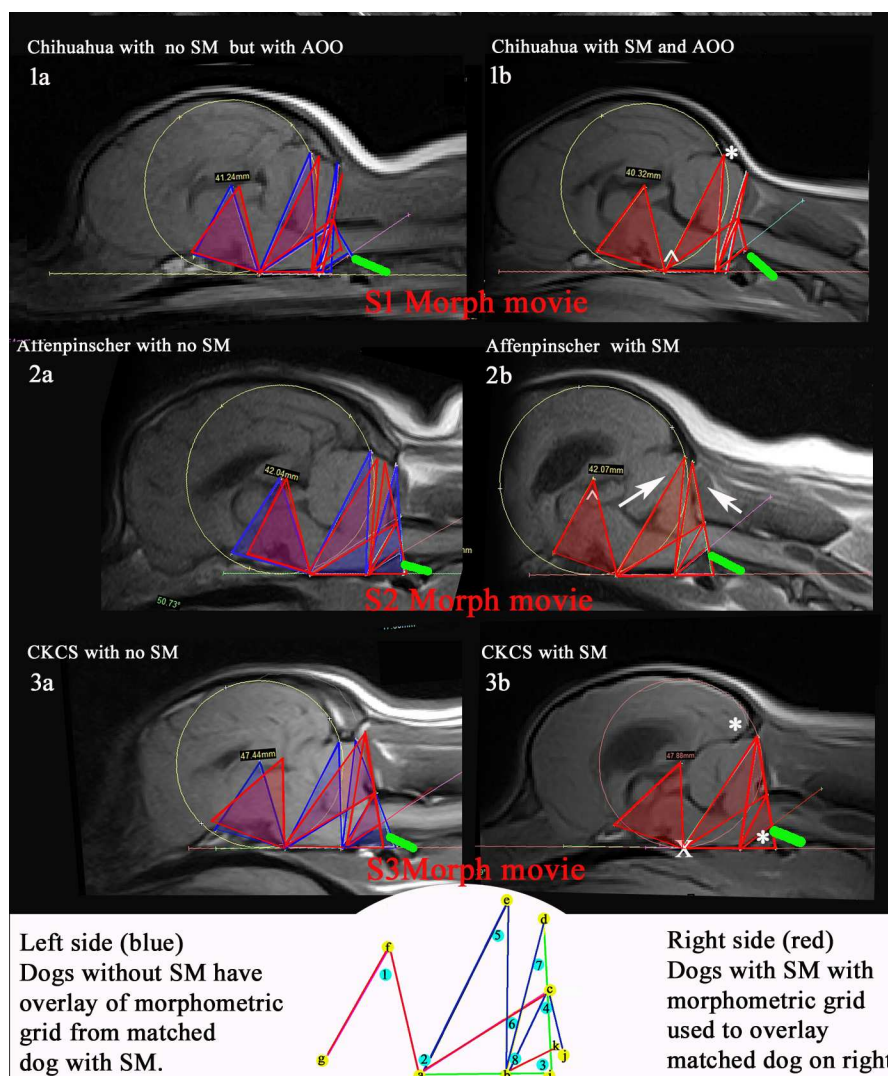 Chihuahua with no SM but with AOO
1a
41.24mm
Chihuahua with SM and AOO
1b
40.32mm
*
^
S1 Morph movie
Affenpinscher with no SM
2a
42.04mm
50.73°
Affenpinscher with SM
2b
42.07mm
^
S2 Morph movie
CKCS with no SM
3a
47.44mm
CKCS with SM
3b
47.88mm
*
*
X
S3Morph movie
Left side (blue)
Dogs without SM have
overlay of morphometric
grid from matched
dog with SM.
e
5
d
f
1
7
c
4
6
g
2
8
k
j
3
a
b
i
Right side (red)
Dogs with SM with
morphometric grid
used to overlay
matched dog on right